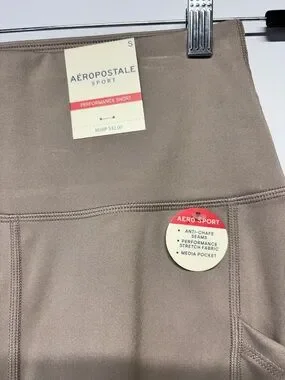 S
AÉROPOSTALE
SPORT
PERFORMANCE SHORT
AERO SPORT
• ANTI-CHAFE
SEAMS
• PERFORMANCE
STRETCH FABRIC
• MEDIA POCKET